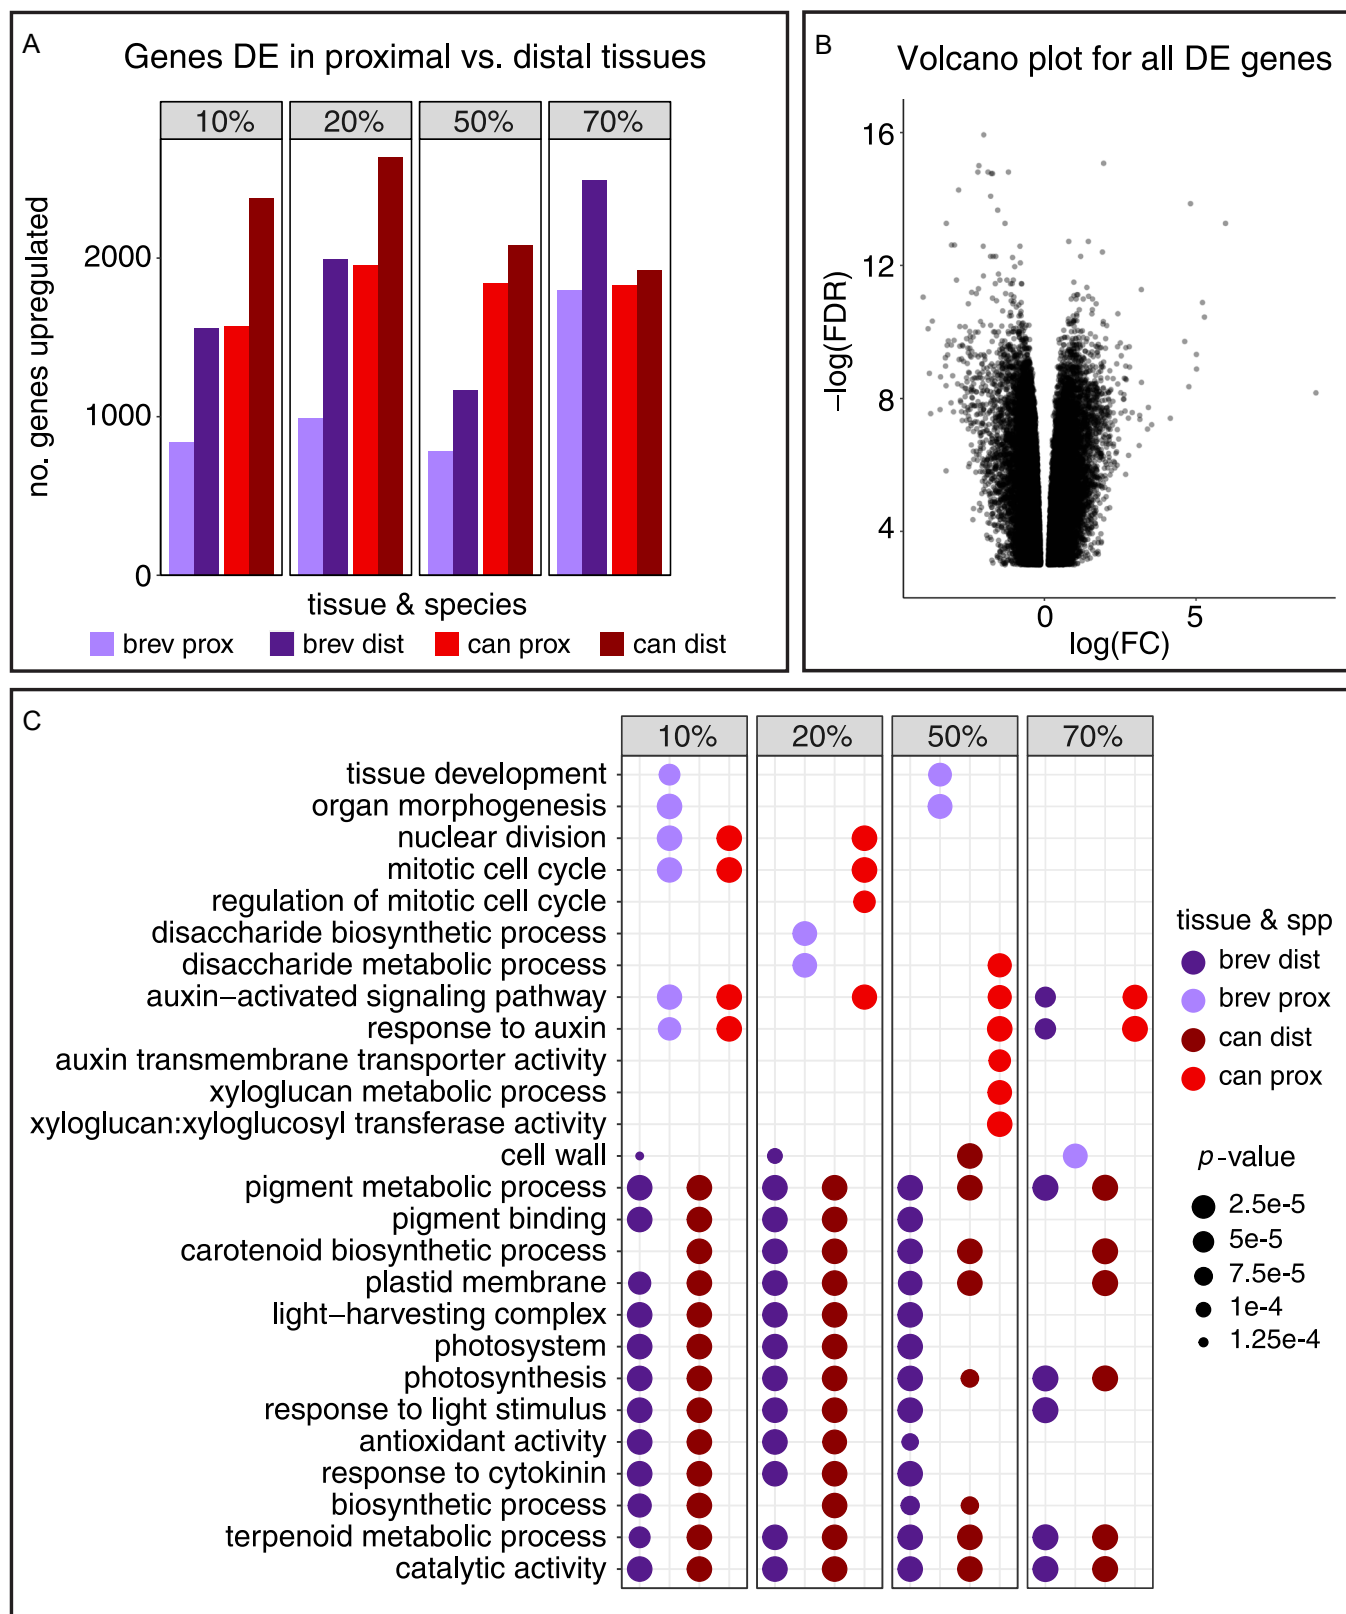 A
Genes DE in proximal vs. distal tissues
10% 20% 50% 70%
no. genes upregulated
2000
1000
0
tissue & species
brev prox brev dist can prox can dist
B
Volcano plot for all DE genes
−log(FDR)
16
12
8
4
0 5
log(FC)
C
10% 20% 50% 70%
tissue development
organ morphogenesis
nuclear division
mitotic cell cycle
regulation of mitotic cell cycle
disaccharide biosynthetic process
disaccharide metabolic process
auxin−activated signaling pathway
response to auxin
auxin transmembrane transporter activity
xyloglucan metabolic process
xyloglucan:xyloglucosyl transferase activity
cell wall
pigment metabolic process
pigment binding
carotenoid biosynthetic process
plastid membrane
light−harvesting complex
photosystem
photosynthesis
response to light stimulus
antioxidant activity
response to cytokinin
biosynthetic process
terpenoid metabolic process
catalytic activity
tissue & spp
brev dist
brev prox
can dist
can prox
p-value
2.5e-5
5e-5
7.5e-5
1e-4
1.25e-4